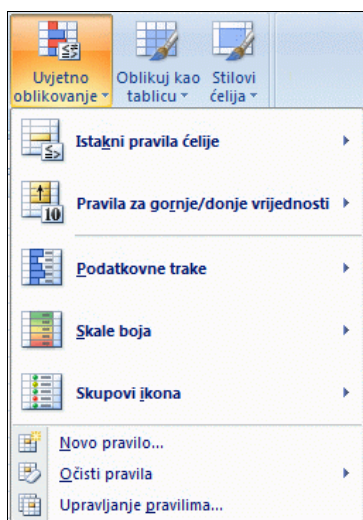 Uvjetno Oblikuj kao Stilovi
oblikovanje tablicu ćelija
Istakni pravila ćelije
10 Pravila za gornje/donje vrijednosti
Podatkovne trake
Skale boja
Skupovi ikona
Novo pravilo...
Očisti pravila
Upravljanje pravilima...